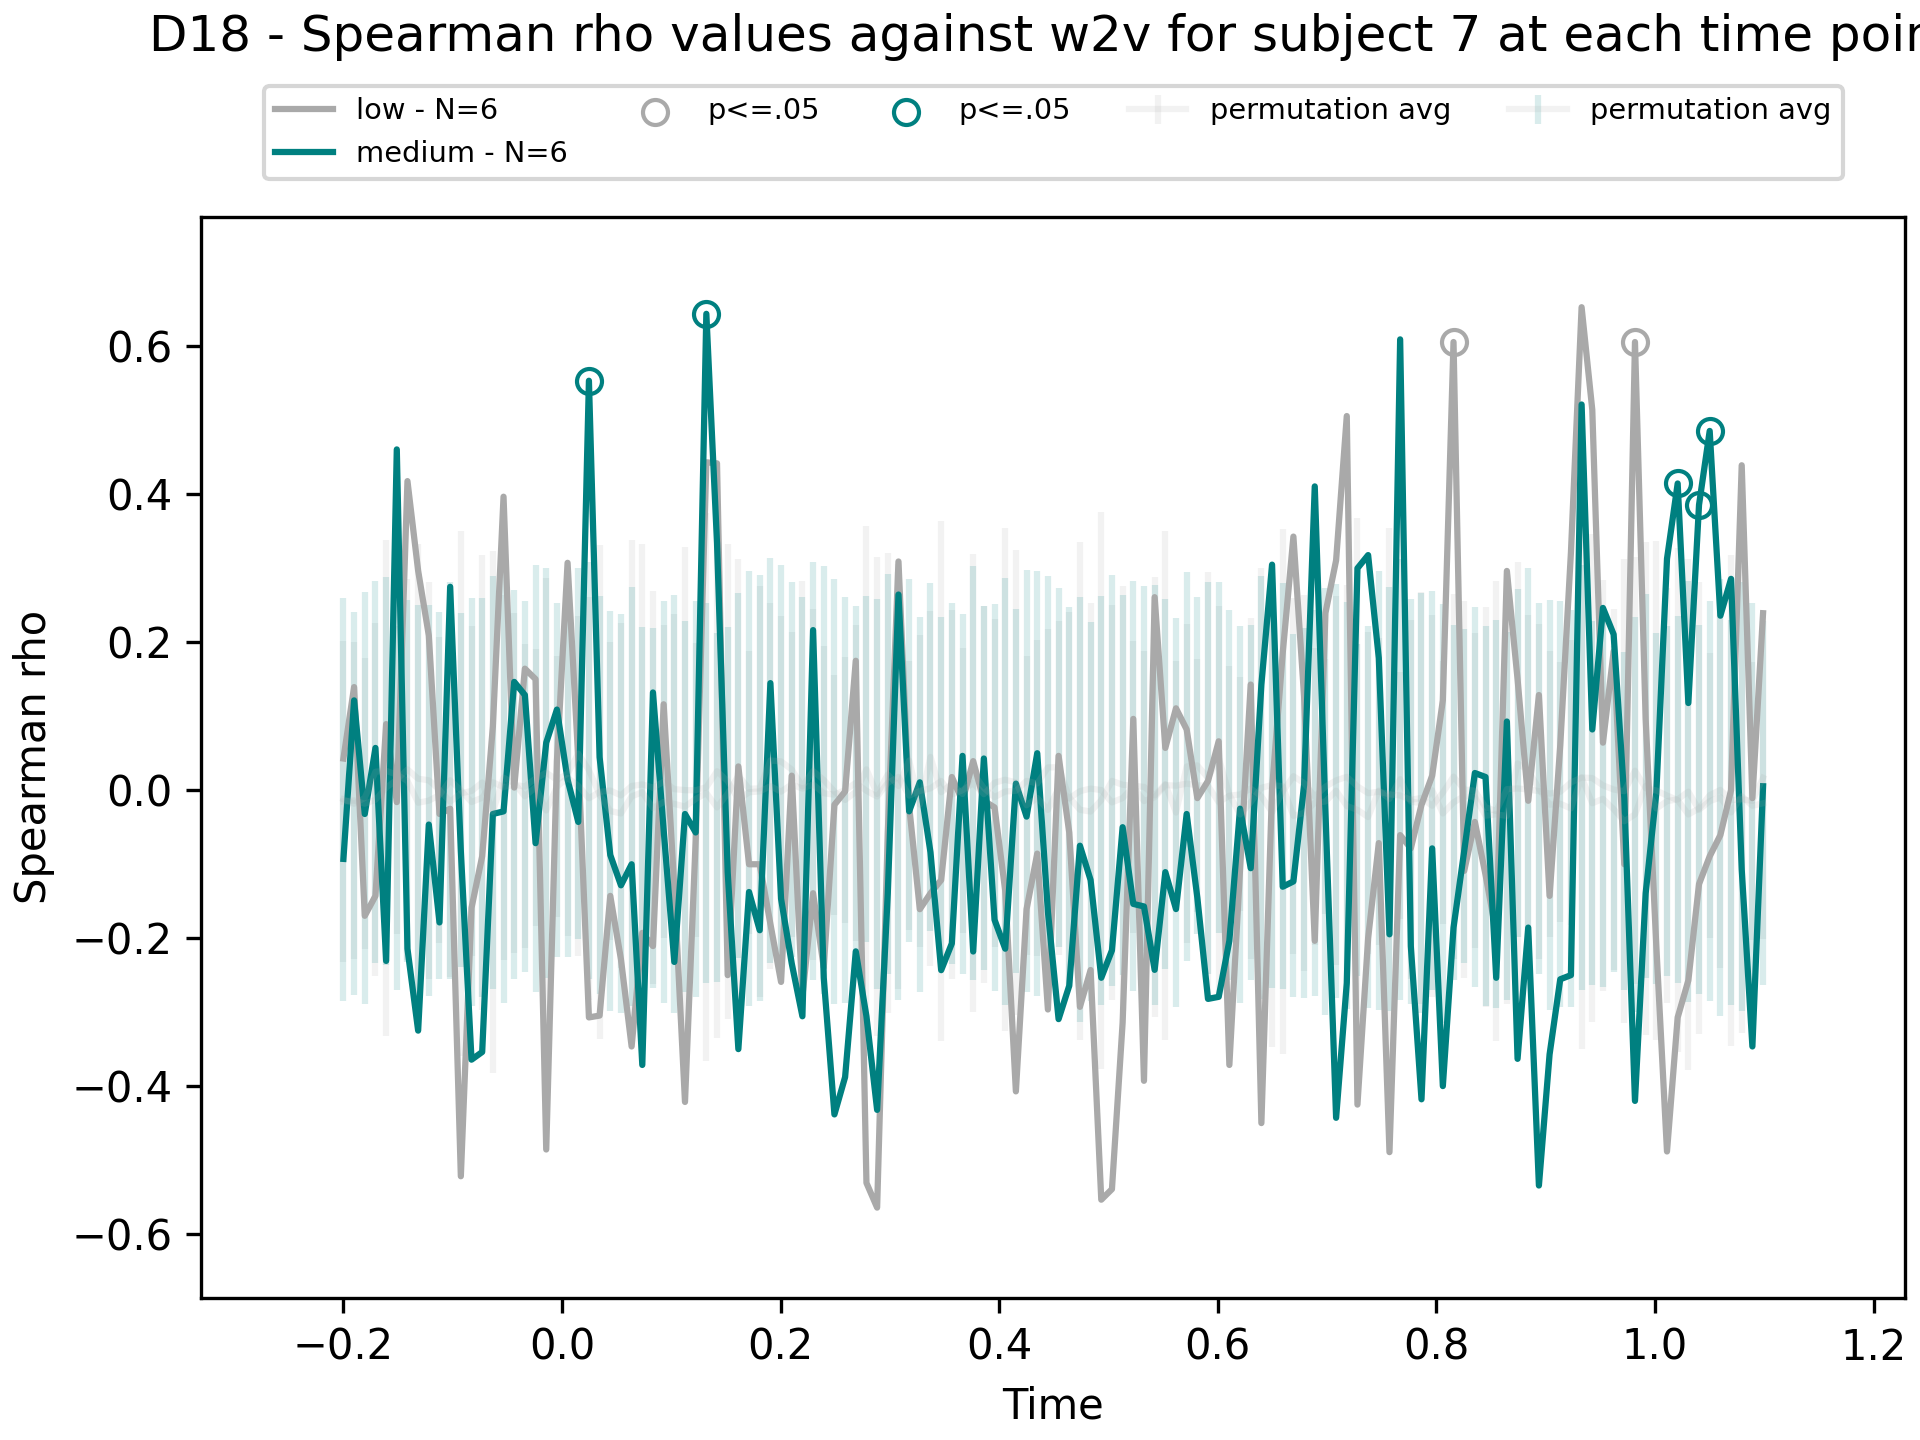 D18 - Spearman rho values against w2v for subject 7 at each time poin
low - N=6
medium - N=6
p<=.05
p<=.05
permutation avg
permutation avg
Spearman rho
0.6
0.4
0.2
0.0
−0.2
−0.4
−0.6
−0.2 0.0 0.2 0.4 0.6 0.8 1.0 1.2
Time